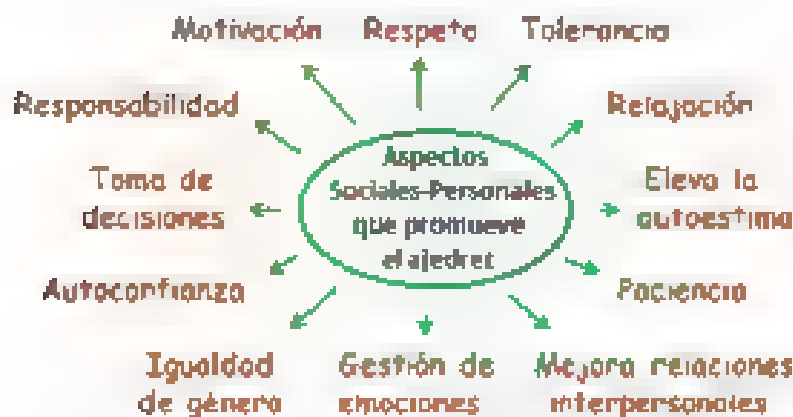 Motivación Respeto Tolerancia
Responsabilidad
Relajación
Aspectos
Sociales-Personales
que promueve
el ajedrez
Toma de
decisiones
Eleva la
autoestima
Autoconfianza
Paciencia
Igualdad
de género
Gestión de
emociones
Mejora relaciones
interpersonales